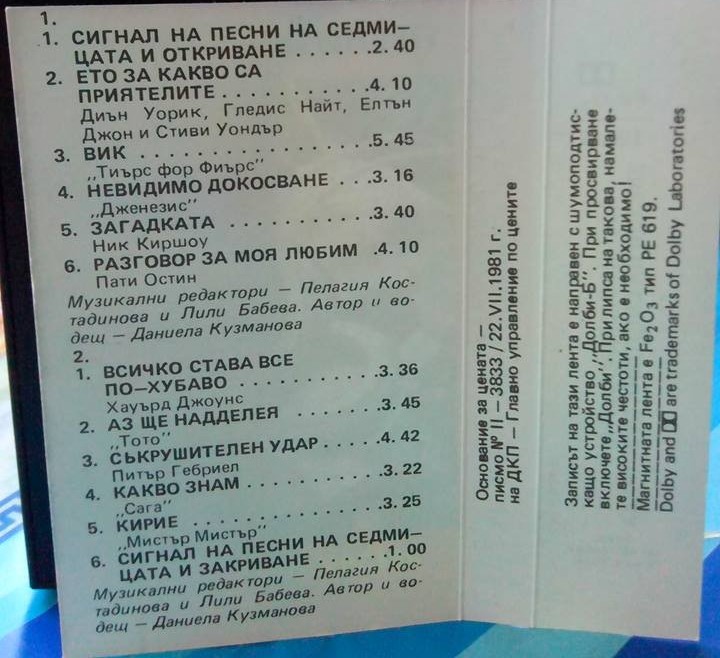 1.
1. СИГНАЛ НА ПЕСНИ НА СЕДМИ-
ЦАТА И ОТКРИВАНЕ . . . . . .2. 40
2. ЕТО ЗА КАКВО СА
ПРИЯТЕЛИТЕ . . . . . . . . . . .4. 10
Диън Уорик, Гледис Найт, Елтън
Джон и Стиви Уондър
3. ВИК . . . . . . . . . . . . . . . . .5. 45
„Тиърс фор Фиърс"
4. НЕВИДИМО ДОКОСВАНЕ . . .3. 16
„Дженезис"
5. ЗАГАДКАТА . . . . . . . . . . .3. 40
Ник Киршоу
6. РАЗГОВОР ЗА МОЯ ЛЮБИМ .4. 10
Пати Остин
Музикални редактори — Пелагия Кос-
тадинова и Лили Бабева. Автор и во-
дещ — Даниела Кузманова
2.
1. ВСИЧКО СТАВА ВСЕ
ПО-ХУБАВО . . . . . . . . . . .3. 36
Хауърд Джоунс
2. АЗ ЩЕ НАДДЕЛЕЯ . . . . . . .3. 45
„Тото"
3. СЪКРУШИТЕЛЕН УДАР . . . . .4. 42
Питър Гебриел
4. КАКВО ЗНАМ . . . . . . . . . . .3. 22
„Сага"
5. КИРИЕ . . . . . . . . . . . . . . .3. 25
„Мистър Мистър"
6. СИГНАЛ НА ПЕСНИ НА СЕДМИ-
ЦАТА И ЗАКРИВАНЕ . . . . . .1. 00
Музикални редактори — Пелагия Кос-
тадинова и Лили Бабева. Автор и во-
дещ — Даниела Кузманова
Основание за цената —
писмо № II — 3833 / 22.VII.1981 г.
на ДКП — Главно управление по цените
Записът на тази лента е направен с шумоподтис-
кащо устройство „Долби-Б". При просвирване
включете „Долби". При липса на такова, намале-
те високите честоти, ако е необходимо!
Магнитната лента е Fe2O3 тип PE 619.
Dolby and are trademarks of Dolby Laboratories